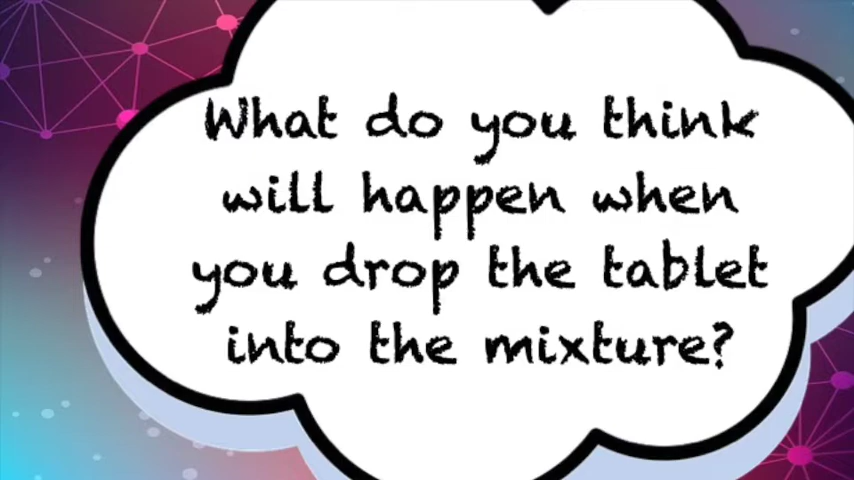 What do you think
will happen when
you drop the tablet
into the mixture?